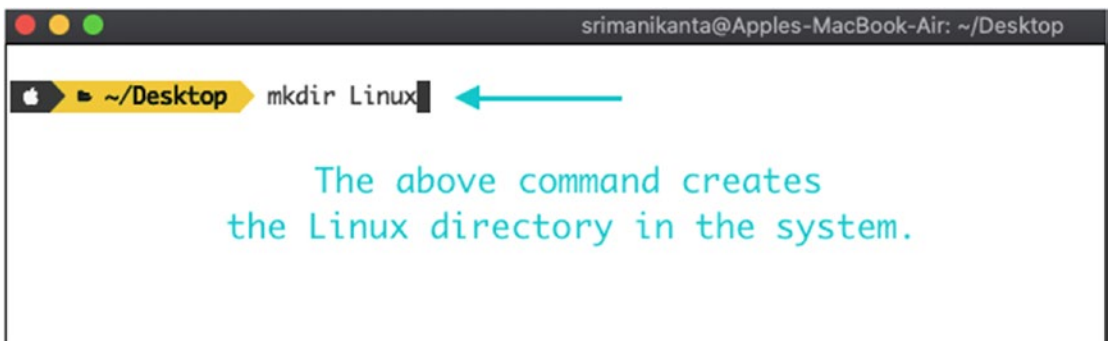 srimanikanta@Apples-MacBook-Air: ~/Desktop
~/Desktop mkdir Linux
The above command creates
the Linux directory in the system.